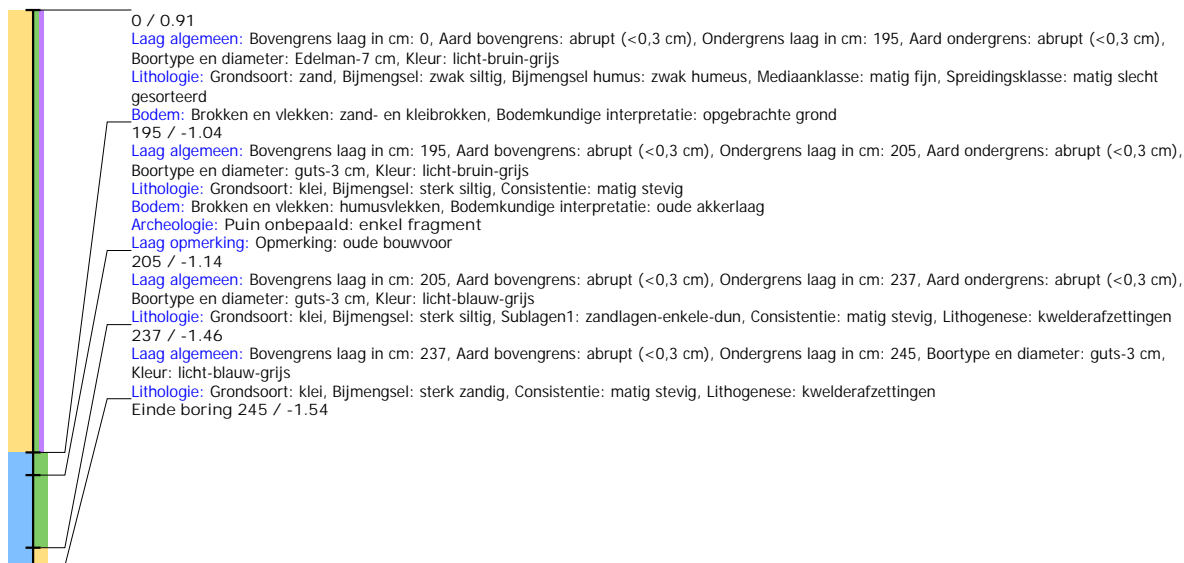 0 / 0.91
Laag algemeen: Bovengrens laag in cm: 0, Aard bovengrens: abrupt (<0,3 cm), Ondergrens laag in cm: 195, Aard ondergrens: abrupt (<0,3 cm),
Boortype en diameter: Edelman-7 cm, Kleur: licht-bruin-grijs
Lithologie: Grondsoort: zand, Bijmengsel: zwak siltig, Bijmengsel humus: zwak humeus, Mediaanklasse: matig fijn, Spreidingsklasse: matig slecht
gesorteerd
Bodem: Brokken en vlekken: zand- en kleibrokken, Bodemkundige interpretatie: opgebrachte grond
195 / -1.04
Laag algemeen: Bovengrens laag in cm: 195, Aard bovengrens: abrupt (<0,3 cm), Ondergrens laag in cm: 205, Aard ondergrens: abrupt (<0,3 cm),
Boortype en diameter: guts-3 cm, Kleur: licht-bruin-grijs
Lithologie: Grondsoort: klei, Bijmengsel: sterk siltig, Consistentie: matig stevig
Bodem: Brokken en vlekken: humusvlekken, Bodemkundige interpretatie: oude akkerlaag
Archeologie: Puin onbepaald: enkel fragment
Laag opmerking: Opmerking: oude bouwvoor
205 / -1.14
Laag algemeen: Bovengrens laag in cm: 205, Aard bovengrens: abrupt (<0,3 cm), Ondergrens laag in cm: 237, Aard ondergrens: abrupt (<0,3 cm),
Boortype en diameter: guts-3 cm, Kleur: licht-blauw-grijs
Lithologie: Grondsoort: klei, Bijmengsel: sterk siltig, Sublagen1: zandlagen-enkele-dun, Consistentie: matig stevig, Lithogenese: kwelderafzettingen
237 / -1.46
Laag algemeen: Bovengrens laag in cm: 237, Aard bovengrens: abrupt (<0,3 cm), Ondergrens laag in cm: 245, Boortype en diameter: guts-3 cm,
Kleur: licht-blauw-grijs
Lithologie: Grondsoort: klei, Bijmengsel: sterk zandig, Consistentie: matig stevig, Lithogenese: kwelderafzettingen
Einde boring 245 / -1.54